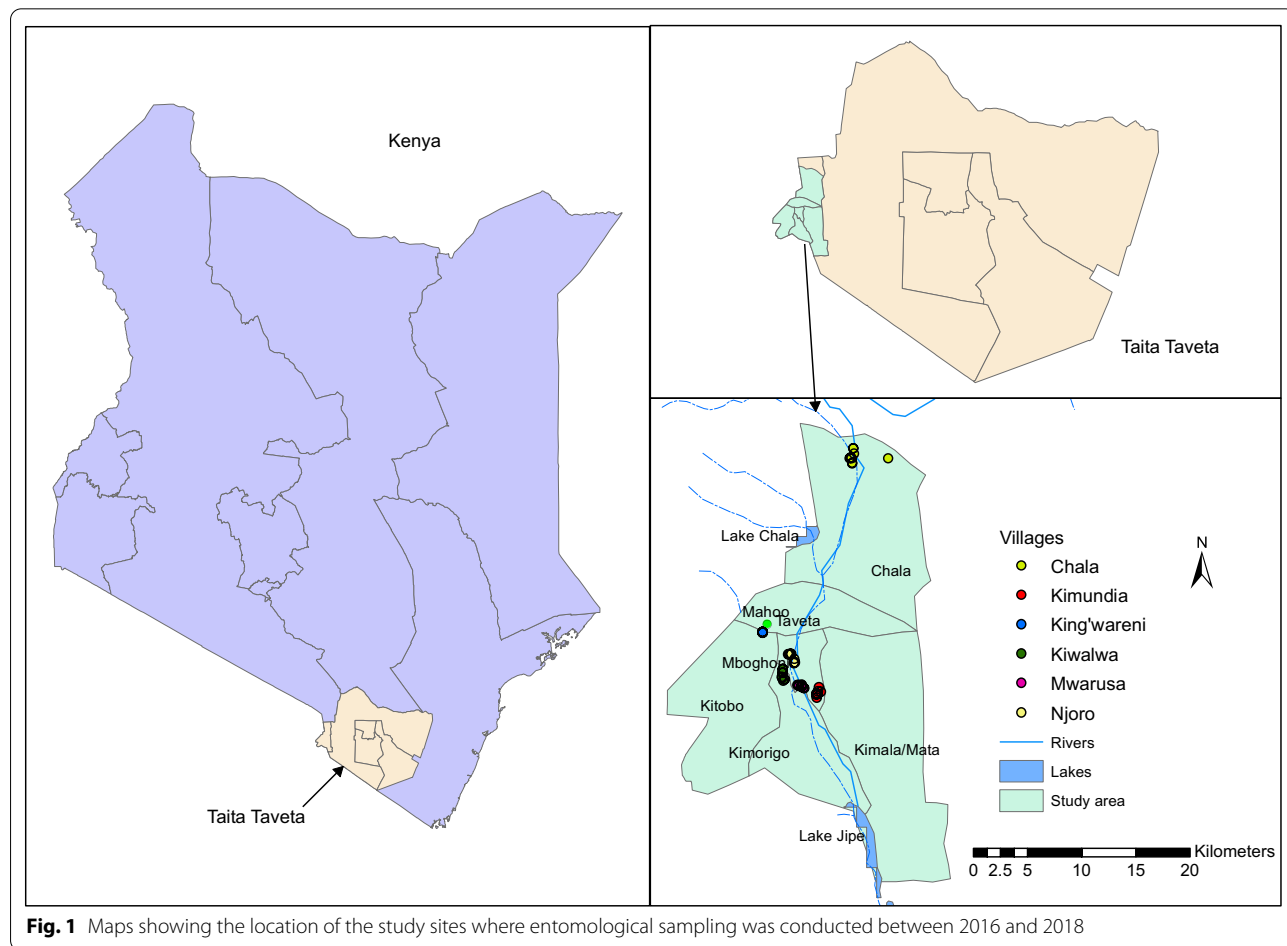 Kenya
Taita Taveta
Taita Taveta
Lake Chala
Chala
Mahoo
Taveta
Mboghoni
Kitobo
Kimorigo
Kimala/Mata
Lake Jipe
Villages
Chala
Kimundia
King'wareni
Kiwalwa
Mwarusa
Njoro
Rivers
Lakes
Study area
N
Kilometers
0 2.5 5 10 15 20
Fig. 1 Maps showing the location of the study sites where entomological sampling was conducted between 2016 and 2018